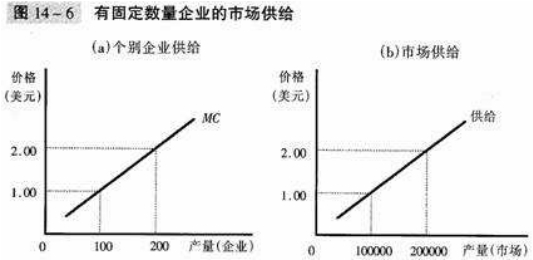 图 14-6 有固定数量企业的市场供给
(a)个别企业供给
价格
(美元)
MC
2.00
1.00
0
100
200
产量(企业)
(b)市场供给
价格
(美元)
供给
2.00
1.00
0
100000
200000
产量(市场)